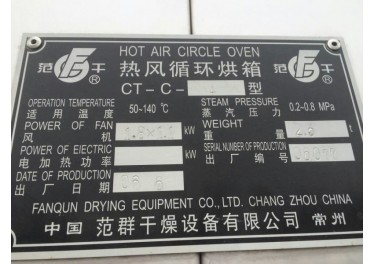 HOT AIR CIRCLE OVEN
范 干 ®
热风循环烘箱
CT-C- 型
OPERATION TEMPERATURE 50~140 ℃ STEAM PRESSURE 0.2~0.8 MPa
适用温度 蒸汽压力
POWER OF FAN kW WEIGHT t
风机 重量
POWER OF ELECTRIC kW SERIAL NUMBER OF PRODUCTION
电加热功率 出厂编号
DATE OF PRODUCTION
出厂日期
FANQUN DRYING EQUIPMENT CO., LTD. CHANG ZHOU CHINA
中国 范群干燥设备有限公司 常州